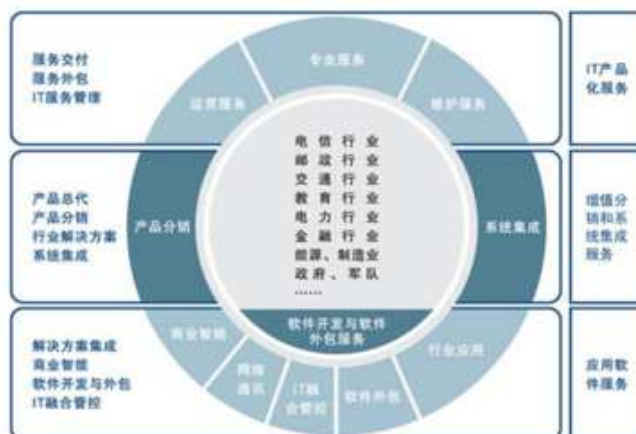 服务交付
服务外包
IT服务管理
运营服务
专业服务
维护服务
IT产品
化服务
产品总代
产品分销
行业解决方案
系统集成
产品分销
电信行业
邮政行业
交通行业
教育行业
电力行业
金融行业
能源、制造业
政府、军队
……
系统集成
增值分
销和系
统集成
服务
解决方案集成
商业智能
软件开发与外包
IT融合管控
软件开发与软件
外包服务
商业智能
网络
通讯
IT融
合管控
软件外包
行业应用
应用软
件服务